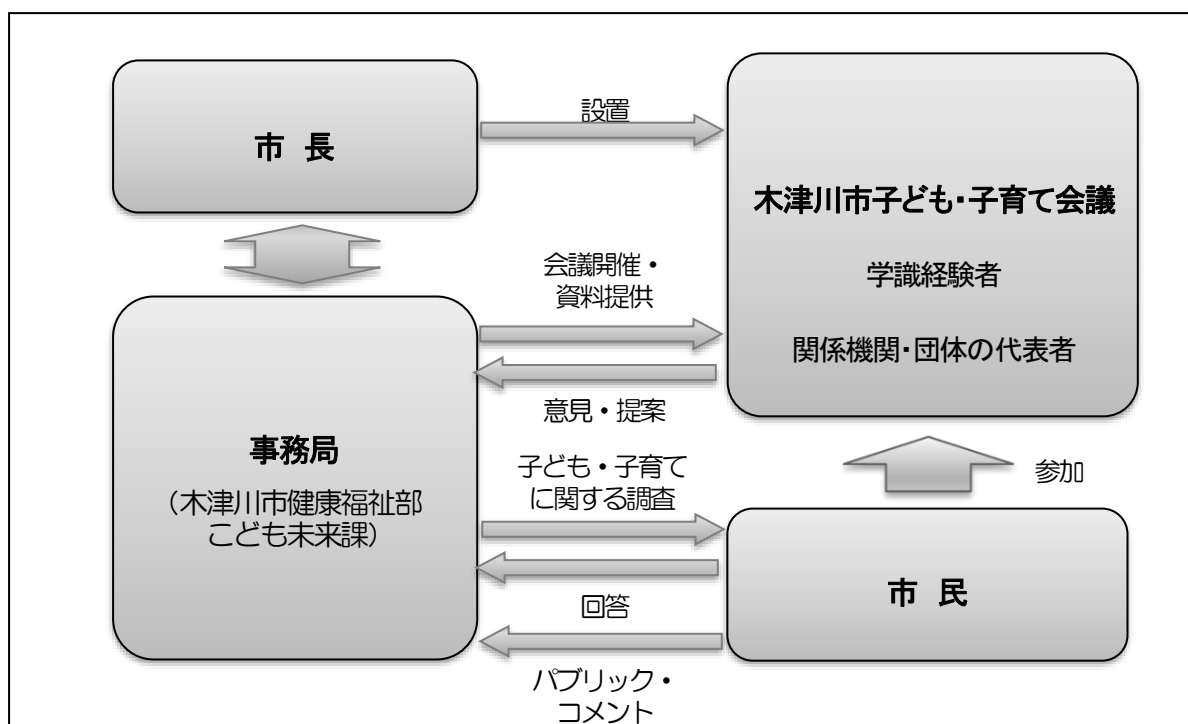 市 長
設置
木津川市子ども・子育て会議
学識経験者
関係機関・団体の代表者
会議開催・
資料提供
意見・提案
事務局
(木津川市健康福祉部
こども未来課)
子ども・子育て
に関する調査
参加
回答
市 民
パブリック・
コメント